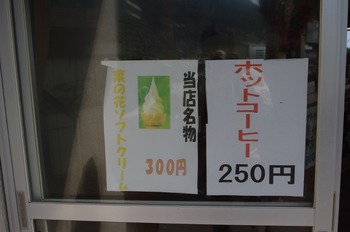 当店名物
菜の花ソフトクリーム
300円
ホットコーヒー
250円